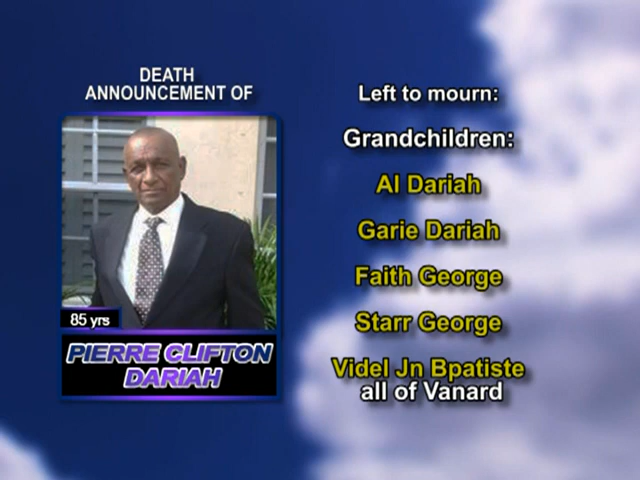 DEATH
ANNOUNCEMENT OF
85 yrs
PIERRE CLIFTON
DARIAH
Left to mourn:
Grandchildren:
Al Dariah
Garie Dariah
Faith George
Starr George
Videl Jn Bpatiste
all of Vanard